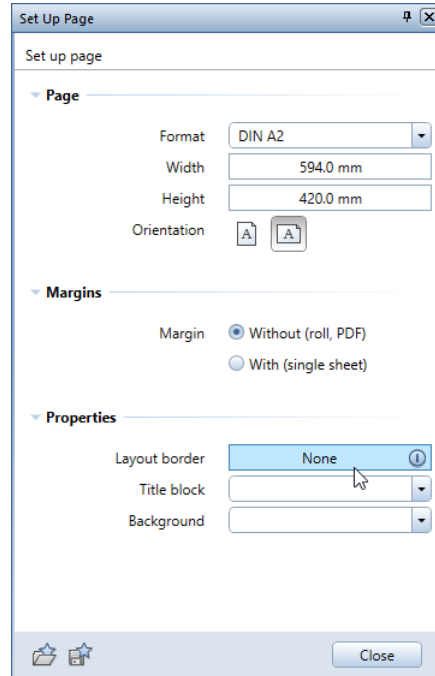 Set Up Page
Set up page
Page
Format DIN A2
Width 594.0 mm
Height 420.0 mm
Orientation A A
Margins
Margin Without (roll, PDF)
With (single sheet)
Properties
Layout border None
Title block
Background
Close